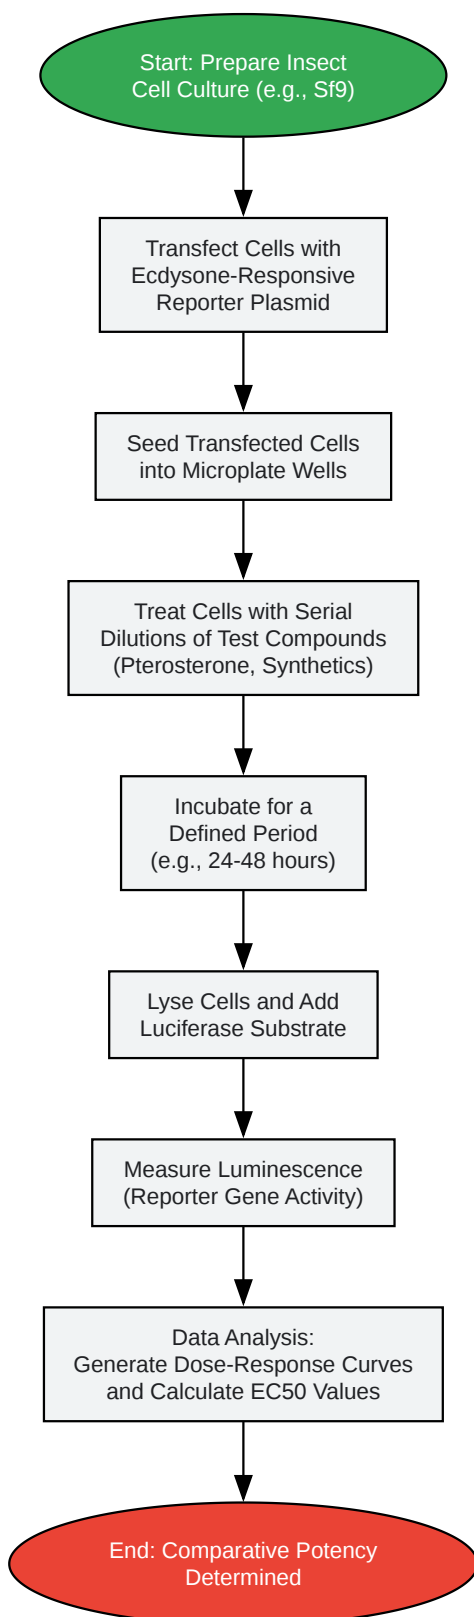 Start: Prepare Insect
Cell Culture (e.g., Sf9)
Transfect Cells with
Ecdysone-Responsive
Reporter Plasmid
Seed Transfected Cells
into Microplate Wells
Treat Cells with Serial
Dilutions of Test Compounds
(Pterosterone, Synthetics)
Incubate for a
Defined Period
(e.g., 24-48 hours)
Lyse Cells and Add
Luciferase Substrate
Measure Luminescence
(Reporter Gene Activity)
Data Analysis:
Generate Dose-Response Curves
and Calculate EC50 Values
End: Comparative Potency
Determined